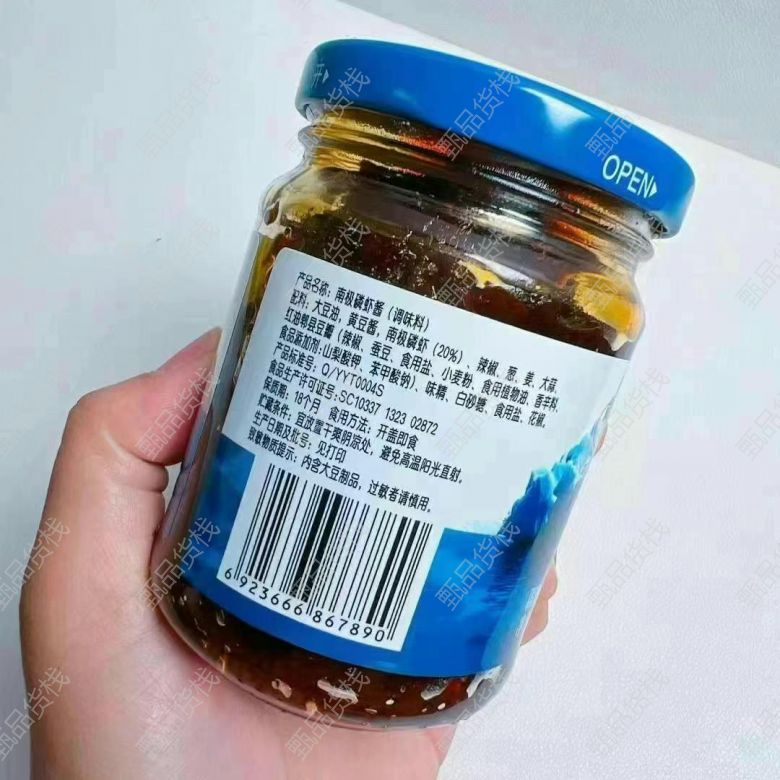 开
OPEN
产品名称：南极磷虾酱（调味料）
配料：大豆油，黄豆酱，南极磷虾（20%）、辣椒、葱、姜、大蒜、
红油郫县豆瓣（辣椒、蚕豆、食用盐、小麦粉、食用植物油、香辛料、
食品添加剂:山梨酸钾、苯甲酸钠)、味精、白砂糖、食用盐、花椒。
产品标准号：Q/YYT0004S
食品生产许可证号：SC10337 1323 02872
保质期：18个月 食用方法：开盖即食
贮藏条件：宜放置于爽阴凉处，避免高温阳光直射。
生产日期及批号：见打印
致敏物质提示：内含大豆制品，过敏者请慎用。
6 923666 867890
甄品货栈